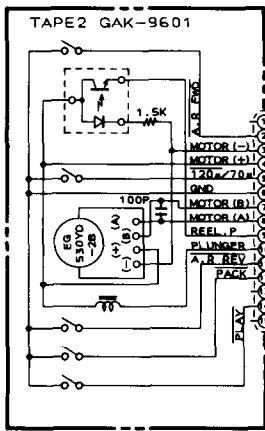 TAPE2 GAK-9601
A.R FWD
1.5K
MOTOR (-)
MOTOR (+)
120µ/70µ
GND
100P
MOTOR (B)
MOTOR (A)
REEL.P
PLUNGER
A.R REV
PACK
PLAY
EG
530YD
-2B
(A)
(B)
(+)
(-)